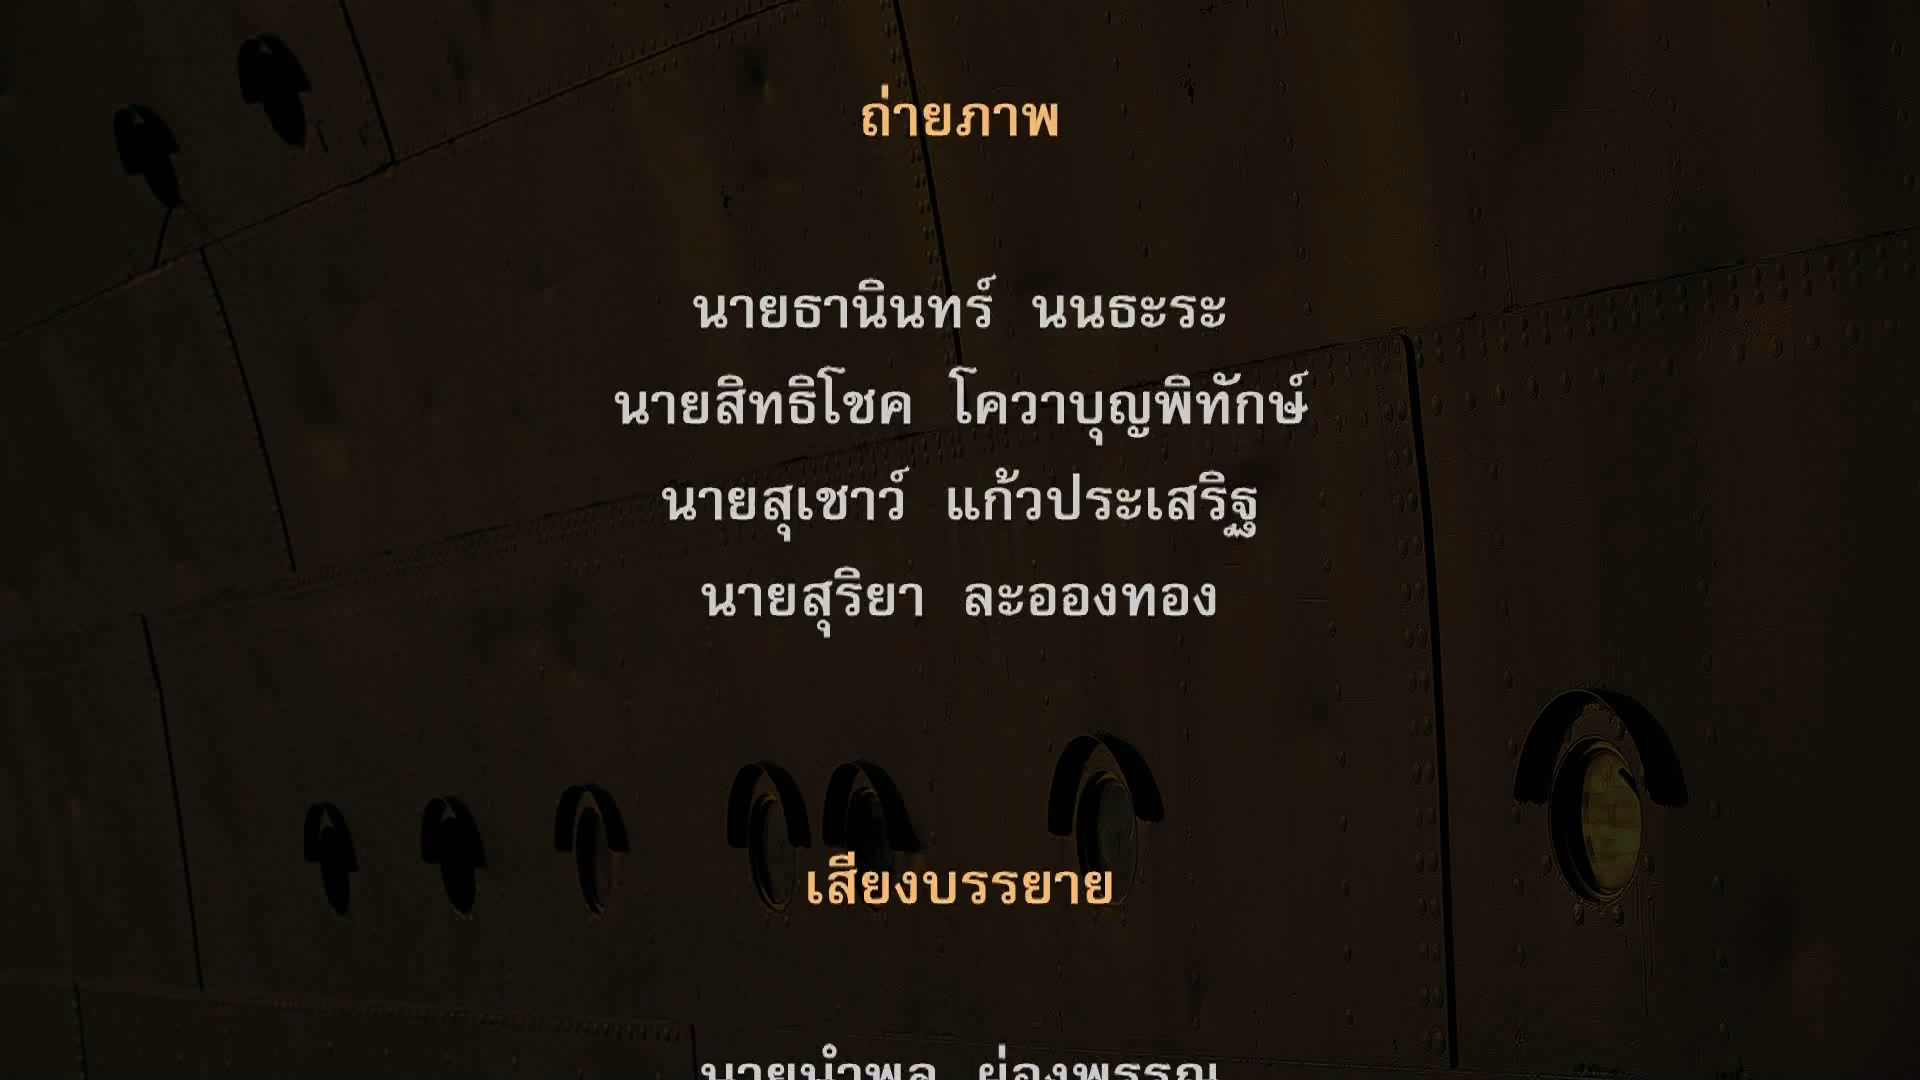 ถ่ายภาพ
นายธานินทร์ นนธะระ
นายสิทธิโชค โควาบุญพิทักษ์
นายสุเชาว์ แก้วประเสริฐ
นายสุริยา ละอองทอง
เสียงบรรยาย
นายนำพล ผ่องพรรณ